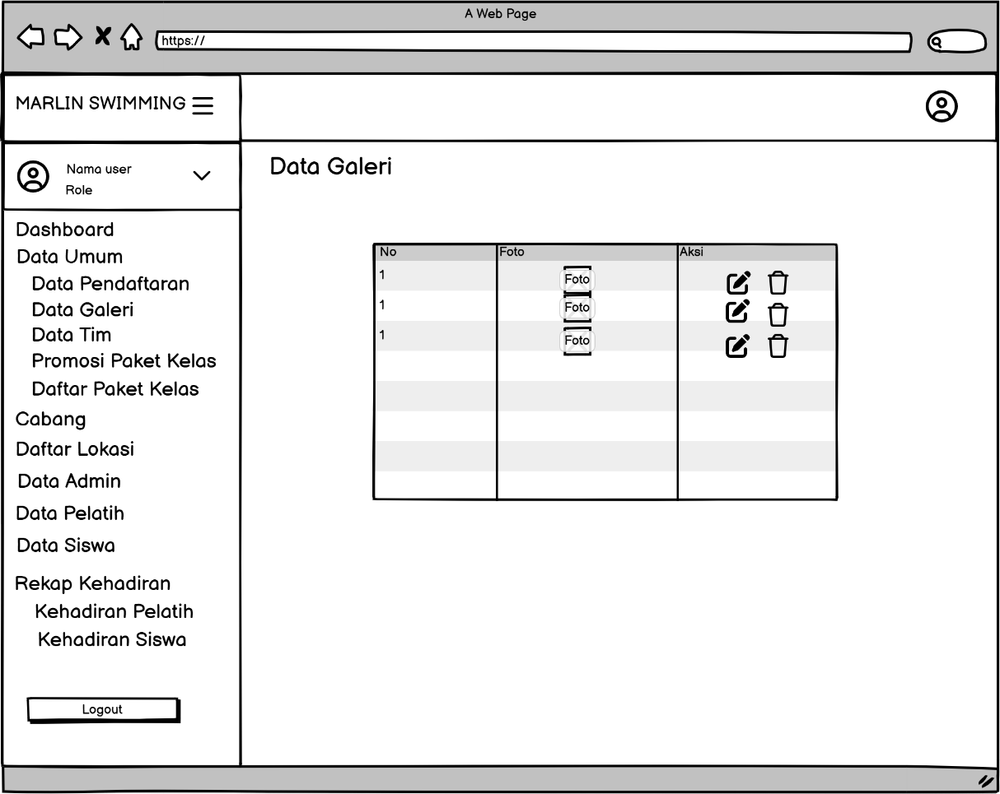 A Web Page
https://
MARLIN SWIMMING
Nama user
Role
Dashboard
Data Umum
Data Pendaftaran
Data Galeri
Data Tim
Promosi Paket Kelas
Daftar Paket Kelas
Cabang
Daftar Lokasi
Data Admin
Data Pelatih
Data Siswa
Rekap Kehadiran
Kehadiran Pelatih
Kehadiran Siswa
Logout
Data Galeri
No Foto Aksi
1 Foto
1 Foto
1 Foto